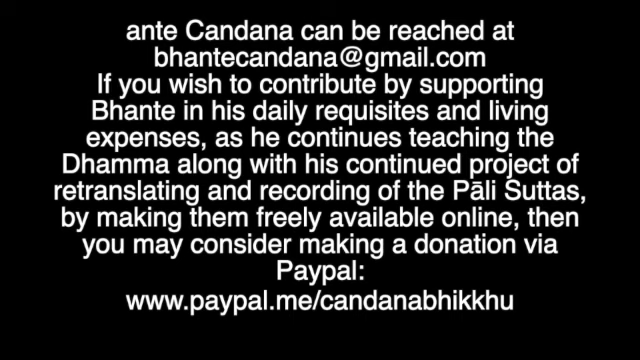 ante Candana can be reached at
bhantecandana@gmail.com
If you wish to contribute by supporting
Bhante in his daily requisites and living
expenses, as he continues teaching the
Dhamma along with his continued project of
retranslating and recording of the Pāli Suttas,
by making them freely available online, then
you may consider making a donation via
Paypal:
www.paypal.me/candanabhikkhu